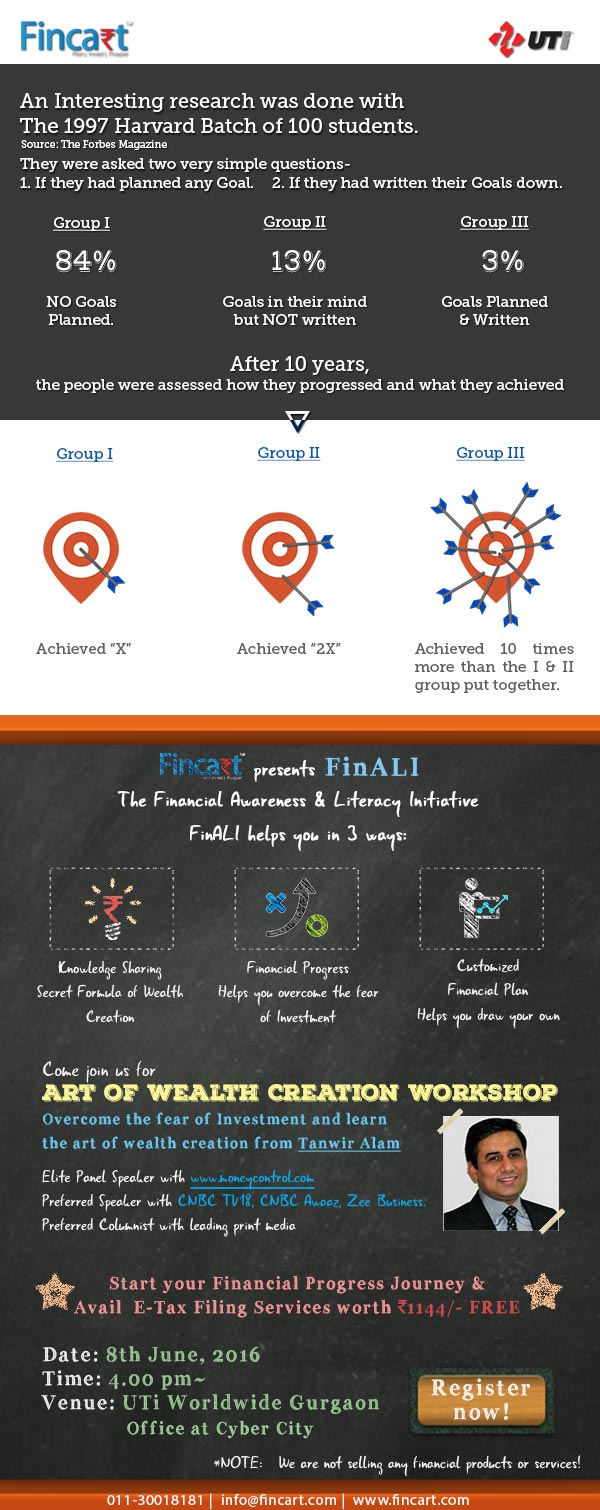 Fincart
Plan| Invest| Prosper
UTi
An Interesting research was done with
The 1997 Harvard Batch of 100 students.
Source: The Forbes Magazine
They were asked two very simple questions-
1. If they had planned any Goal. 2. If they had written their Goals down.
Group I
84%
NO Goals
Planned.
Group II
13%
Goals in their mind
but NOT written
Group III
3%
Goals Planned
& Written
After 10 years,
the people were assessed how they progressed and what they achieved
Group I
Achieved "X"
Group II
Achieved "2X"
Group III
Achieved 10 times
more than the I & II
group put together.
Fincart presents FinALI
The Financial Awareness & Literacy Initiative
FinALI helps you in 3 ways:
Knowledge Sharing
Secret Formula of Wealth
Creation
Financial Progress
Helps you overcome the fear
of Investment
Customized
Financial Plan
Helps you draw your own
Come join us for
ART OF WEALTH CREATION WORKSHOP
Overcome the fear of Investment and learn
the art of wealth creation from Tanwir Alam
Elite Panel Speaker with www.moneycontrol.com
Preferred Speaker with CNBC TV18, CNBC Awaaz, Zee Business.
Preferred Columnist with leading print media
Start your Financial Progress Journey &
Avail E-Tax Filing Services worth ₹1144/- FREE
Date: 8th June, 2016
Time: 4.00 pm~
Venue: UTi Worldwide Gurgaon
Office at Cyber City
Register
now!
*NOTE: We are not selling any financial products or services!
011-30018181 | info@fincart.com | www.fincart.com